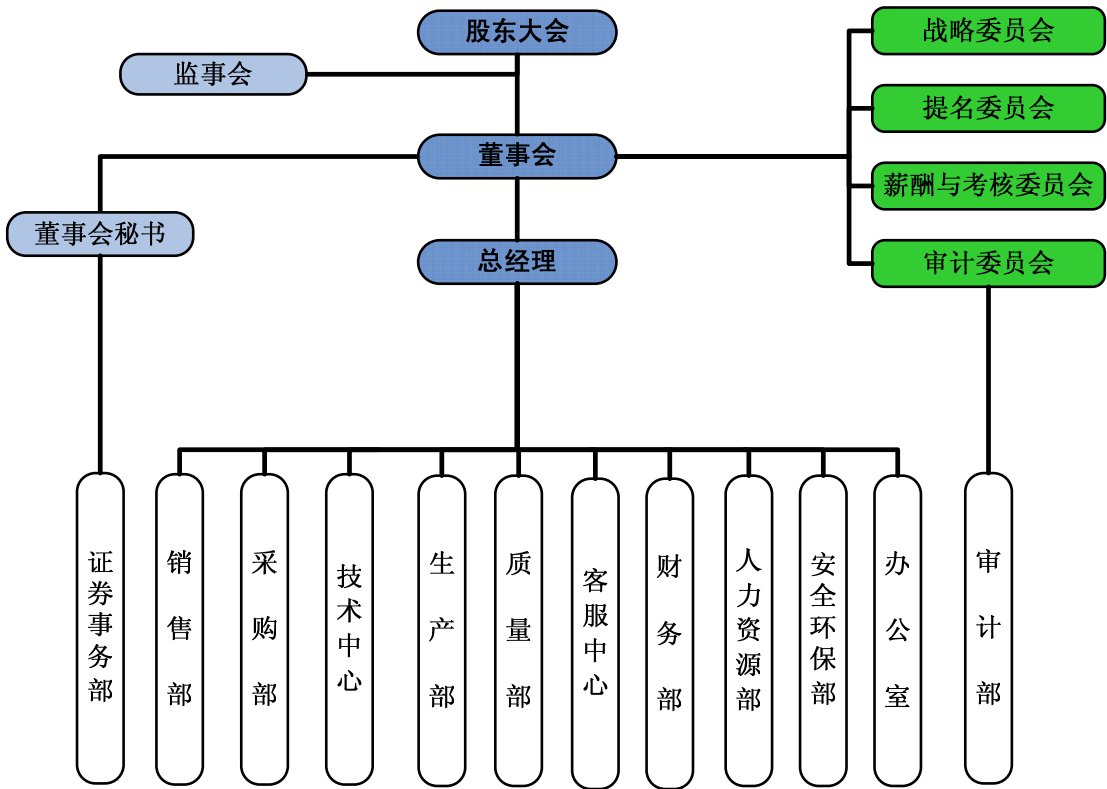 股东大会
战略委员会
监事会
提名委员会
董事会
薪酬与考核委员会
董事会秘书
总经理
审计委员会
证券事务部
销售部
采购部
技术中心
生产部
质量部
客服中心
财务部
人力资源部
安全环保部
办公室
审计部